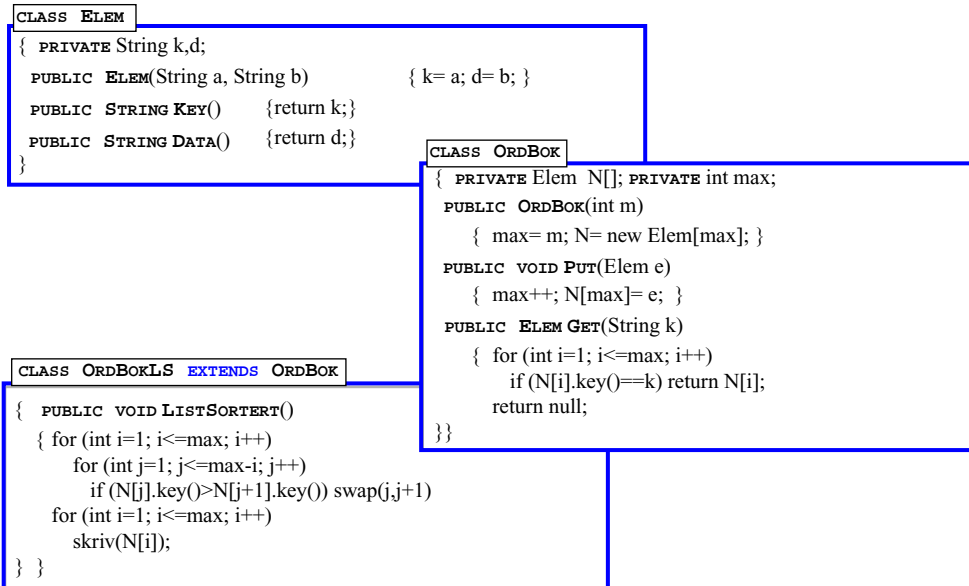 CLASS ELEM
{ PRIVATE String k,d;
PUBLIC ELEM(String a, String b) { k= a; d= b; }
PUBLIC STRING KEY() {return k;}
PUBLIC STRING DATA() {return d;}
}
CLASS ORDBOK
{ PRIVATE Elem N[]; PRIVATE int max;
PUBLIC ORDBOK(int m)
{ max= m; N= new Elem[max]; }
PUBLIC VOID PUT(Elem e)
{ max++; N[max]= e; }
PUBLIC ELEM GET(String k)
{ for (int i=1; i<=max; i++)
if (N[i].key()==k) return N[i];
return null;
}}
CLASS ORDBOKLS EXTENDS ORDBOK
{ PUBLIC VOID LISTSORTERT()
{ for (int i=1; i<=max; i++)
for (int j=1; j<=max-i; j++)
if (N[j].key()>N[j+1].key()) swap(j,j+1)
for (int i=1; i<=max; i++)
skriv(N[i]);
} }